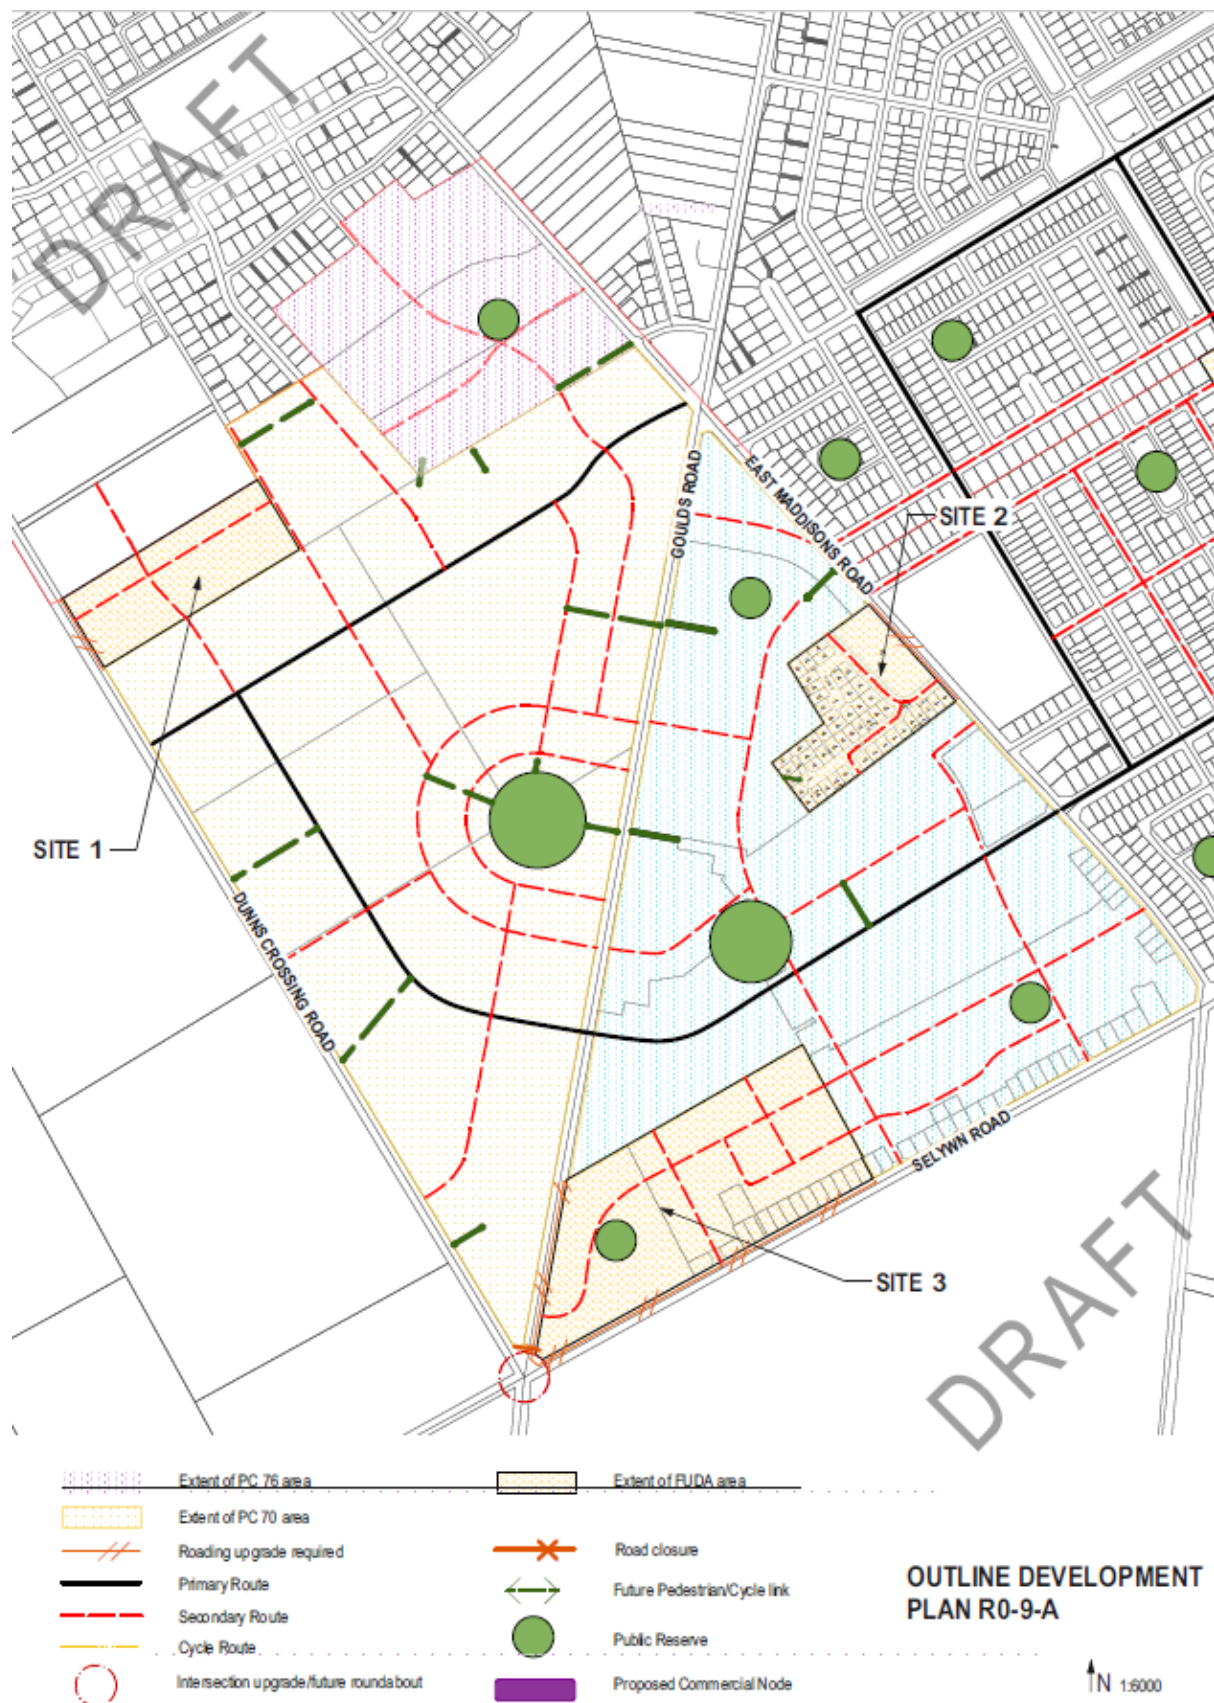 DRAFT
GOULDS ROAD
EAST MADDISONS ROAD
SITE 2
SITE 1
DUNNS CROSSING ROAD
SELYWN ROAD
SITE 3
DRAFT
Extent of PC 76 area
Extent of FUDA area
Extent of PC 70 area
Roading upgrade required
Road closure
Primary Route
Future Pedestrian/Cycle link
Secondary Route
Cycle Route
Public Reserve
Intersection upgrade/future roundabout
Proposed Commercial Node
OUTLINE DEVELOPMENT
PLAN R0-9-A
N 1:6000